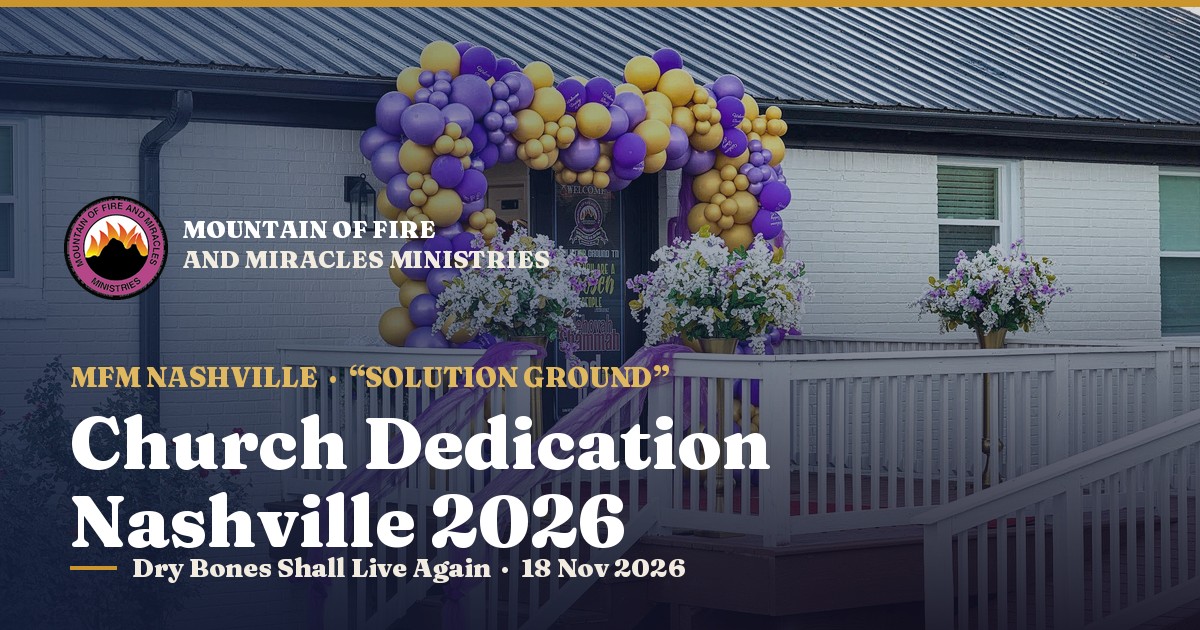 MOUNTAIN OF FIRE AND MIRACLES
MINISTRIES
MOUNTAIN OF FIRE
AND MIRACLES MINISTRIES
WELCOME
MFM NASHVILLE · “SOLUTION GROUND”
Church Dedication
Nashville 2026
Dry Bones Shall Live Again · 18 Nov 2026